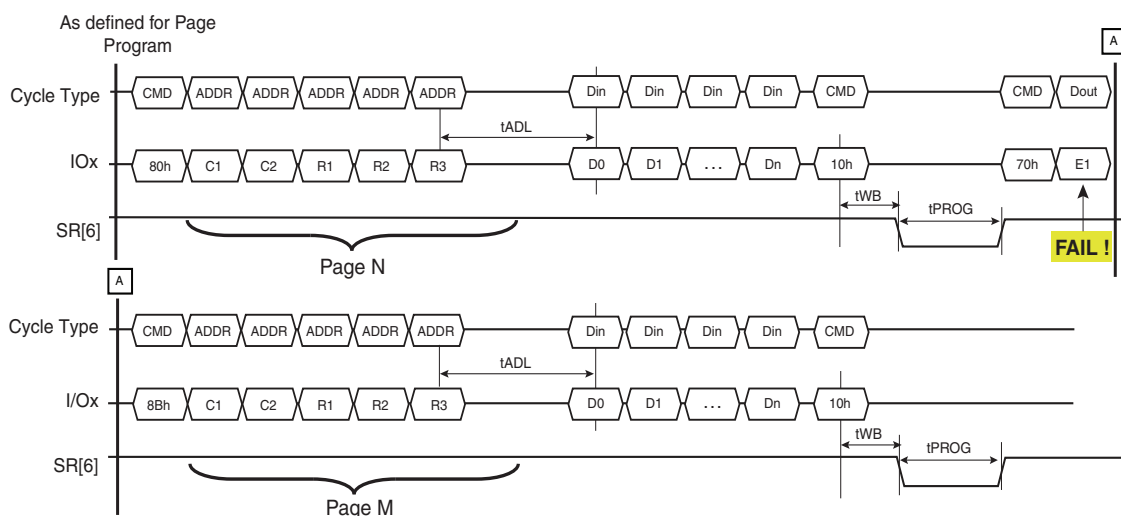 As defined for Page
Program
A
Cycle Type
CMD ADDR ADDR ADDR ADDR ADDR Din Din Din Din CMD CMD Dout
tADL
IOx
80h C1 C2 R1 R2 R3 D0 D1 ... Dn 10h 70h E1
tWB tPROG
SR[6]
FAIL !
Page N
A
Cycle Type
CMD ADDR ADDR ADDR ADDR ADDR Din Din Din Din CMD
tADL
I/Ox
8Bh C1 C2 R1 R2 R3 D0 D1 ... Dn 10h
tWB tPROG
SR[6]
Page M